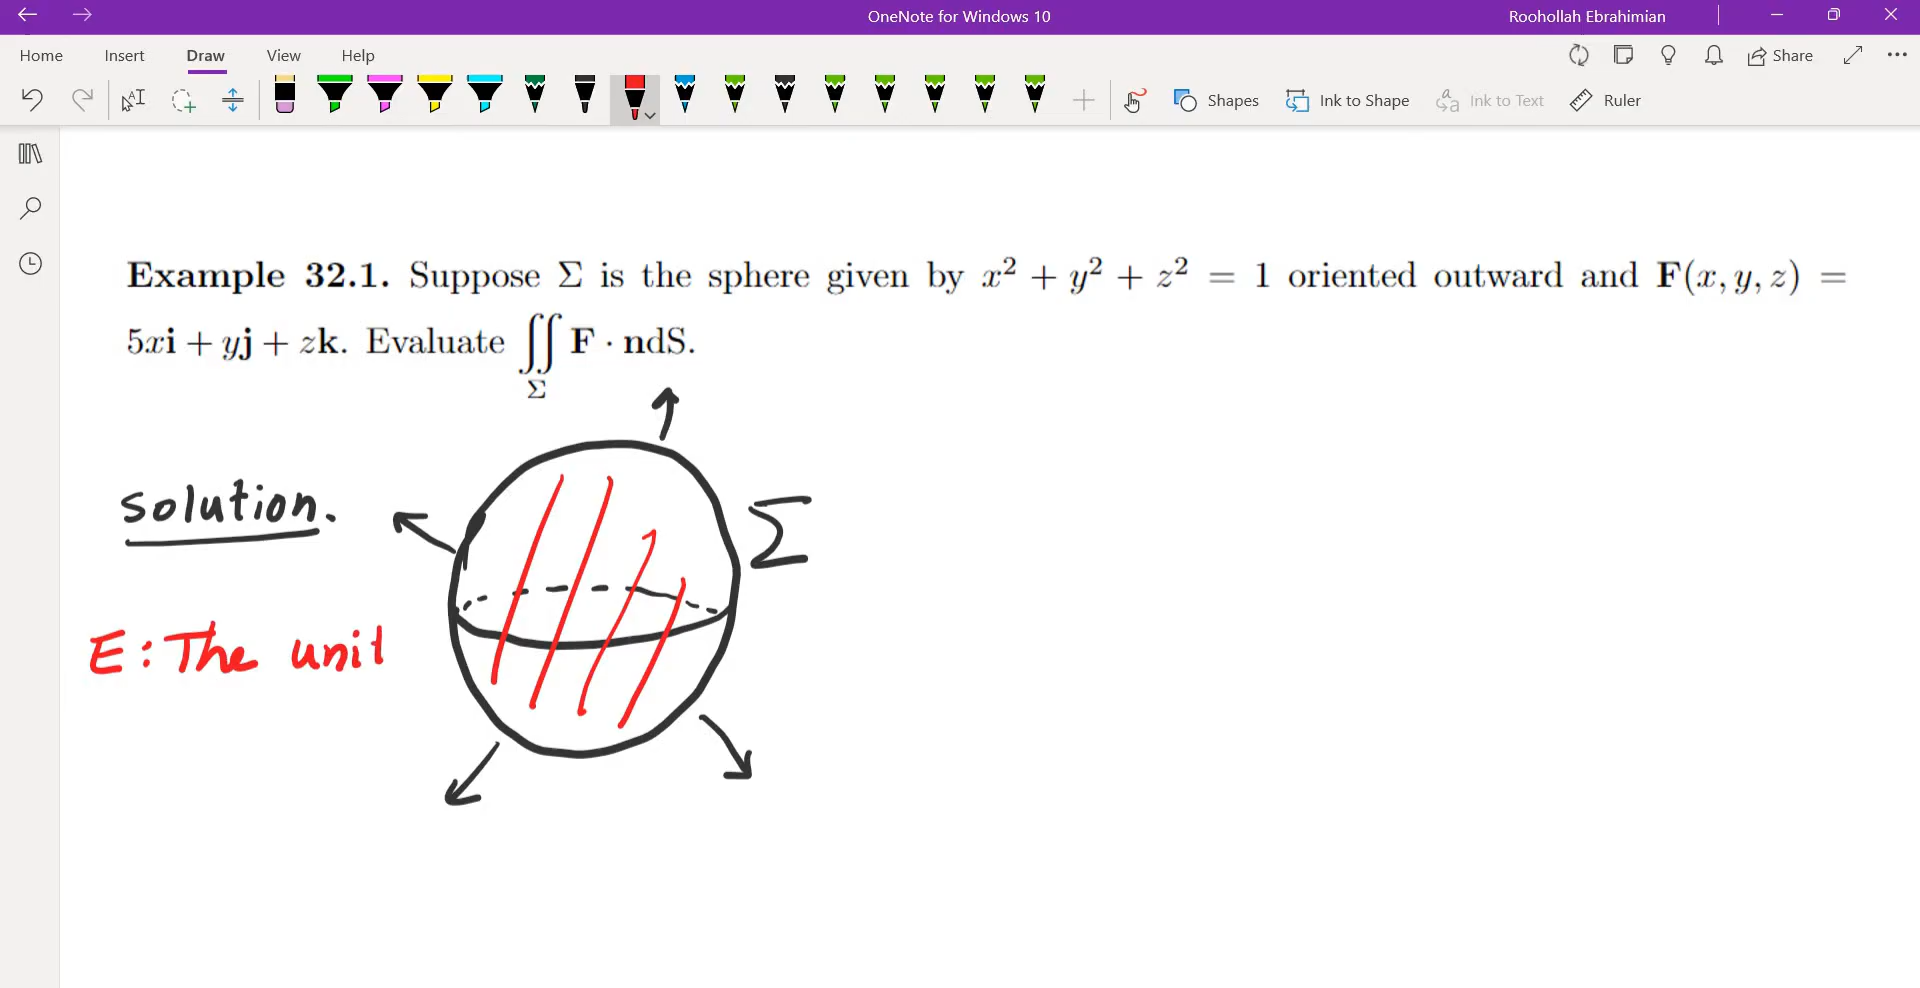 OneNote for Windows 10
Roohollah Ebrahimian
Home Insert Draw View Help
Share
Shapes Ink to Shape Ink to Text Ruler
Example 32.1. Suppose Σ is the sphere given by x² + y² + z² = 1 oriented outward and F(x, y, z) =
5xi + yj + zk. Evaluate ∬_Σ F · ndS.
solution.
Σ
E: The unit